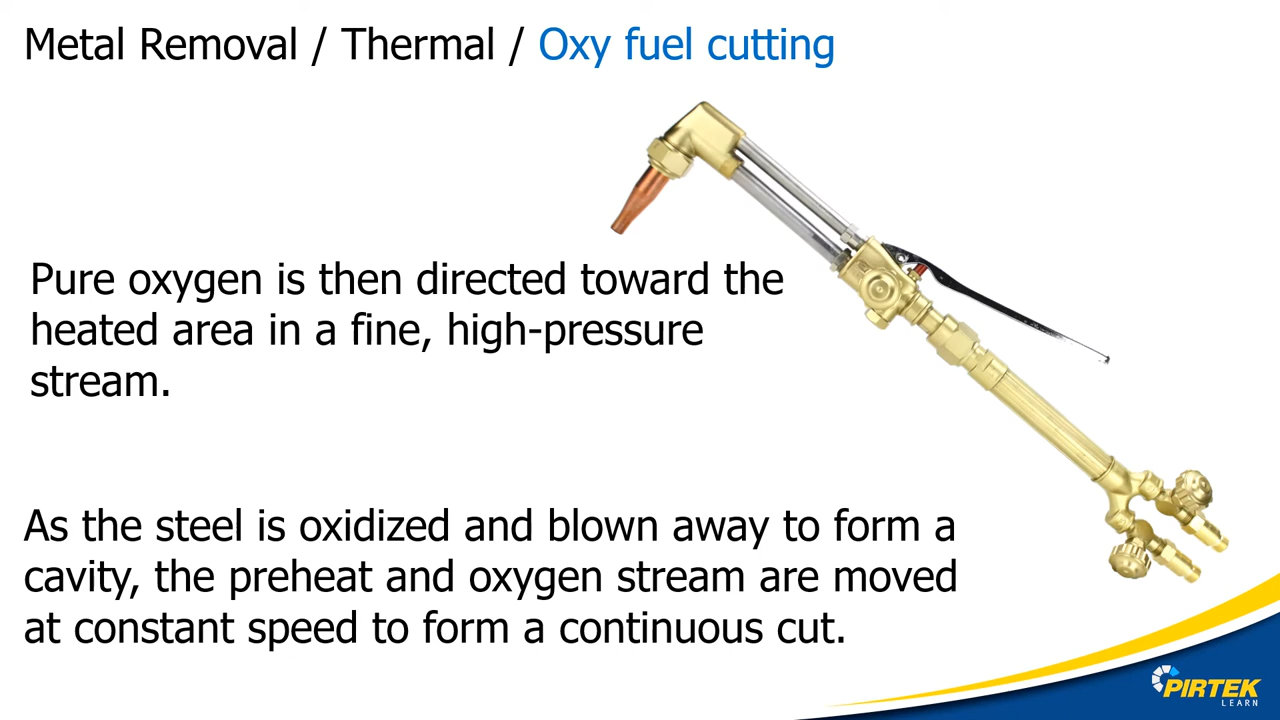 Metal Removal / Thermal / Oxy fuel cutting
Pure oxygen is then directed toward the
heated area in a fine, high-pressure
stream.
As the steel is oxidized and blown away to form a
cavity, the preheat and oxygen stream are moved
at constant speed to form a continuous cut.
PIRTEK
LEARN